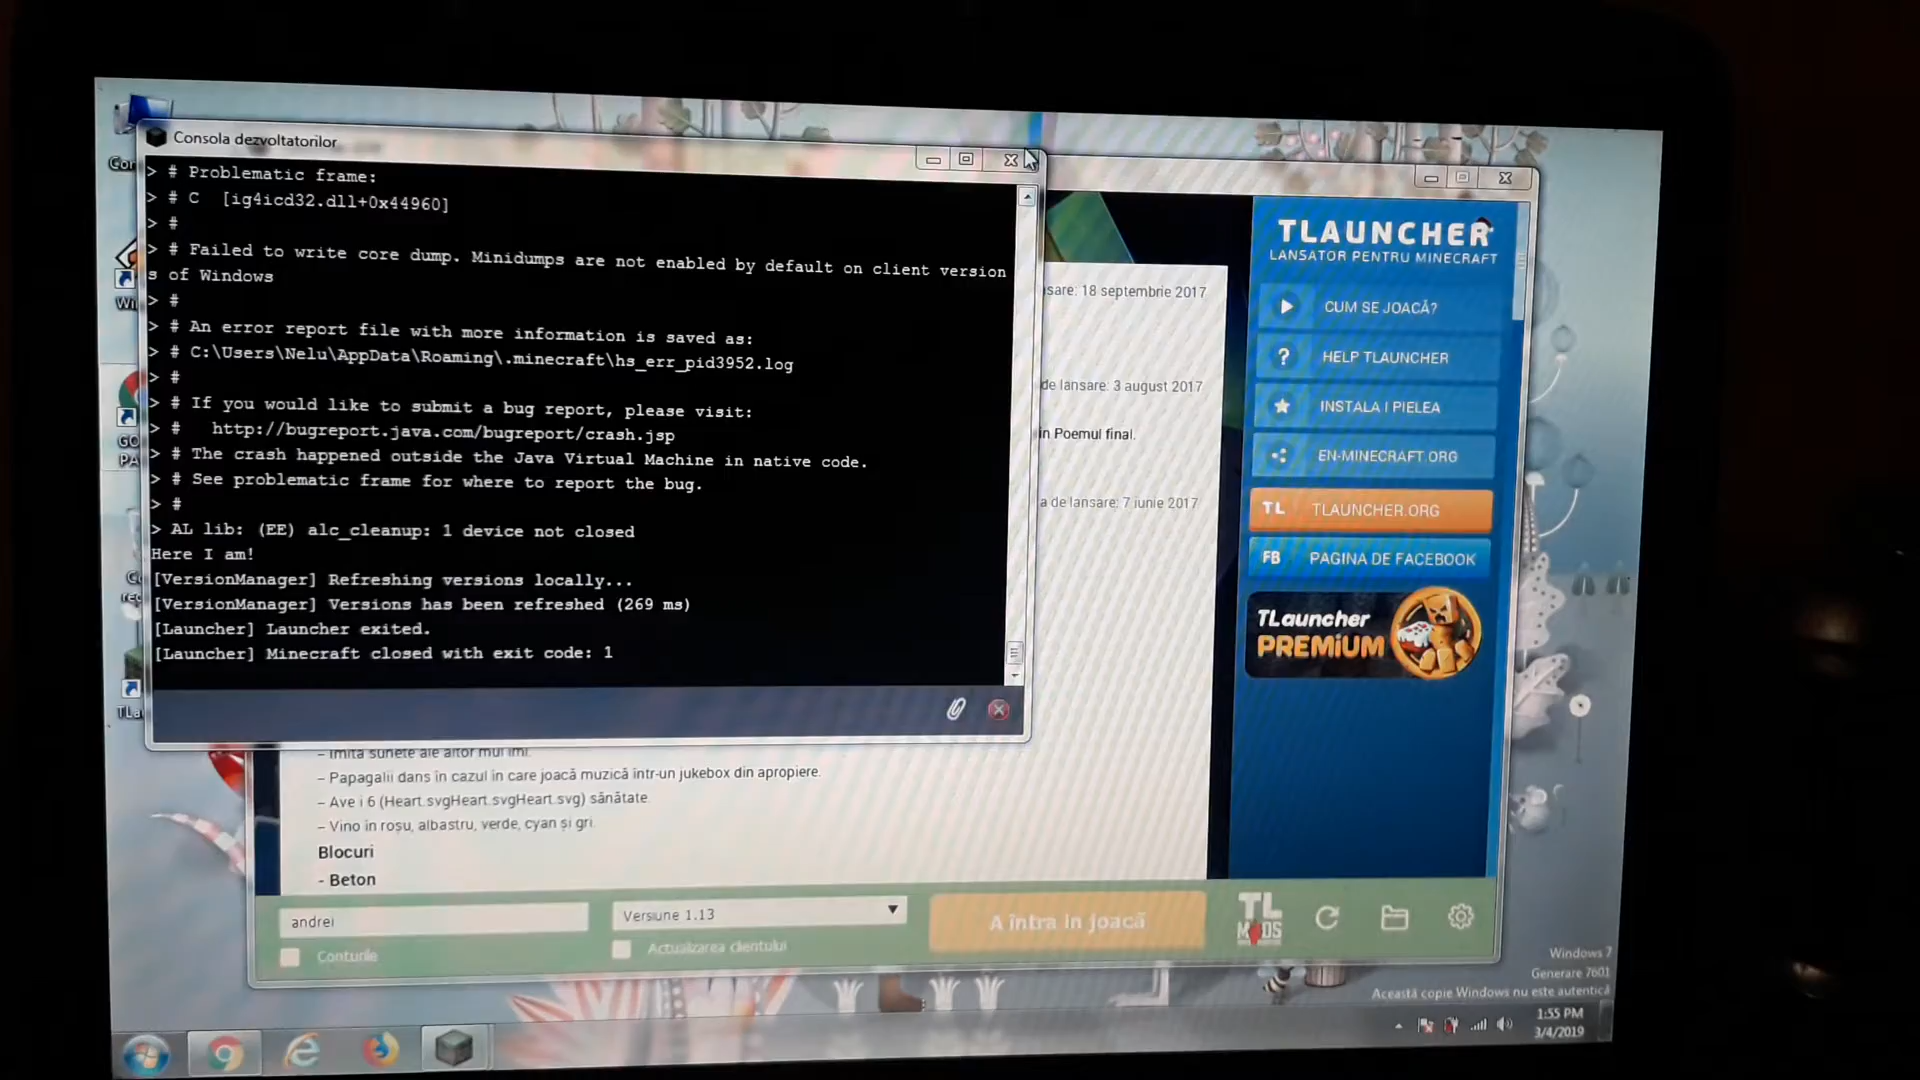 Consola dezvoltatorilor
> # Problematic frame:
> # C  [ig4icd32.dll+0x44960]
> #
> # Failed to write core dump. Minidumps are not enabled by default on client version
s of Windows
> #
> # An error report file with more information is saved as:
> # C:\Users\Nelu\AppData\Roaming\.minecraft\hs_err_pid3952.log
> #
> # If you would like to submit a bug report, please visit:
> #   http://bugreport.java.com/bugreport/crash.jsp
> # The crash happened outside the Java Virtual Machine in native code.
> # See problematic frame for where to report the bug.
> #
> AL lib: (EE) alc_cleanup: 1 device not closed
Here I am!
[VersionManager] Refreshing versions locally...
[VersionManager] Versions has been refreshed (269 ms)
[Launcher] Launcher exited.
[Launcher] Minecraft closed with exit code: 1
sare: 18 septembrie 2017
de lansare: 3 august 2017
in Poemul final.
a de lansare: 7 iunie 2017
TLAUNCHER
LANSATOR PENTRU MINECRAFT
CUM SE JOACĂ?
? HELP TLAUNCHER
INSTALA I PIELEA
EN-MINECRAFT.ORG
TL TLAUNCHER.ORG
FB PAGINA DE FACEBOOK
TLauncher
PREMIUM
– Imita sunete ale altor mul imi.
– Papagalii dans în cazul în care joacă muzică într-un jukebox din apropiere.
– Ave i 6 (Heart.svgHeart.svgHeart.svg) sănătate.
– Vino în roșu, albastru, verde, cyan și gri.
Blocuri
- Beton
andrei
Versiune 1.13
A întra în joacă
TL
MODS
Conturile
Actualizarea clientului
Windows 7
Generare 7601
Această copie Windows nu este autentică
1:55 PM
3/4/2019